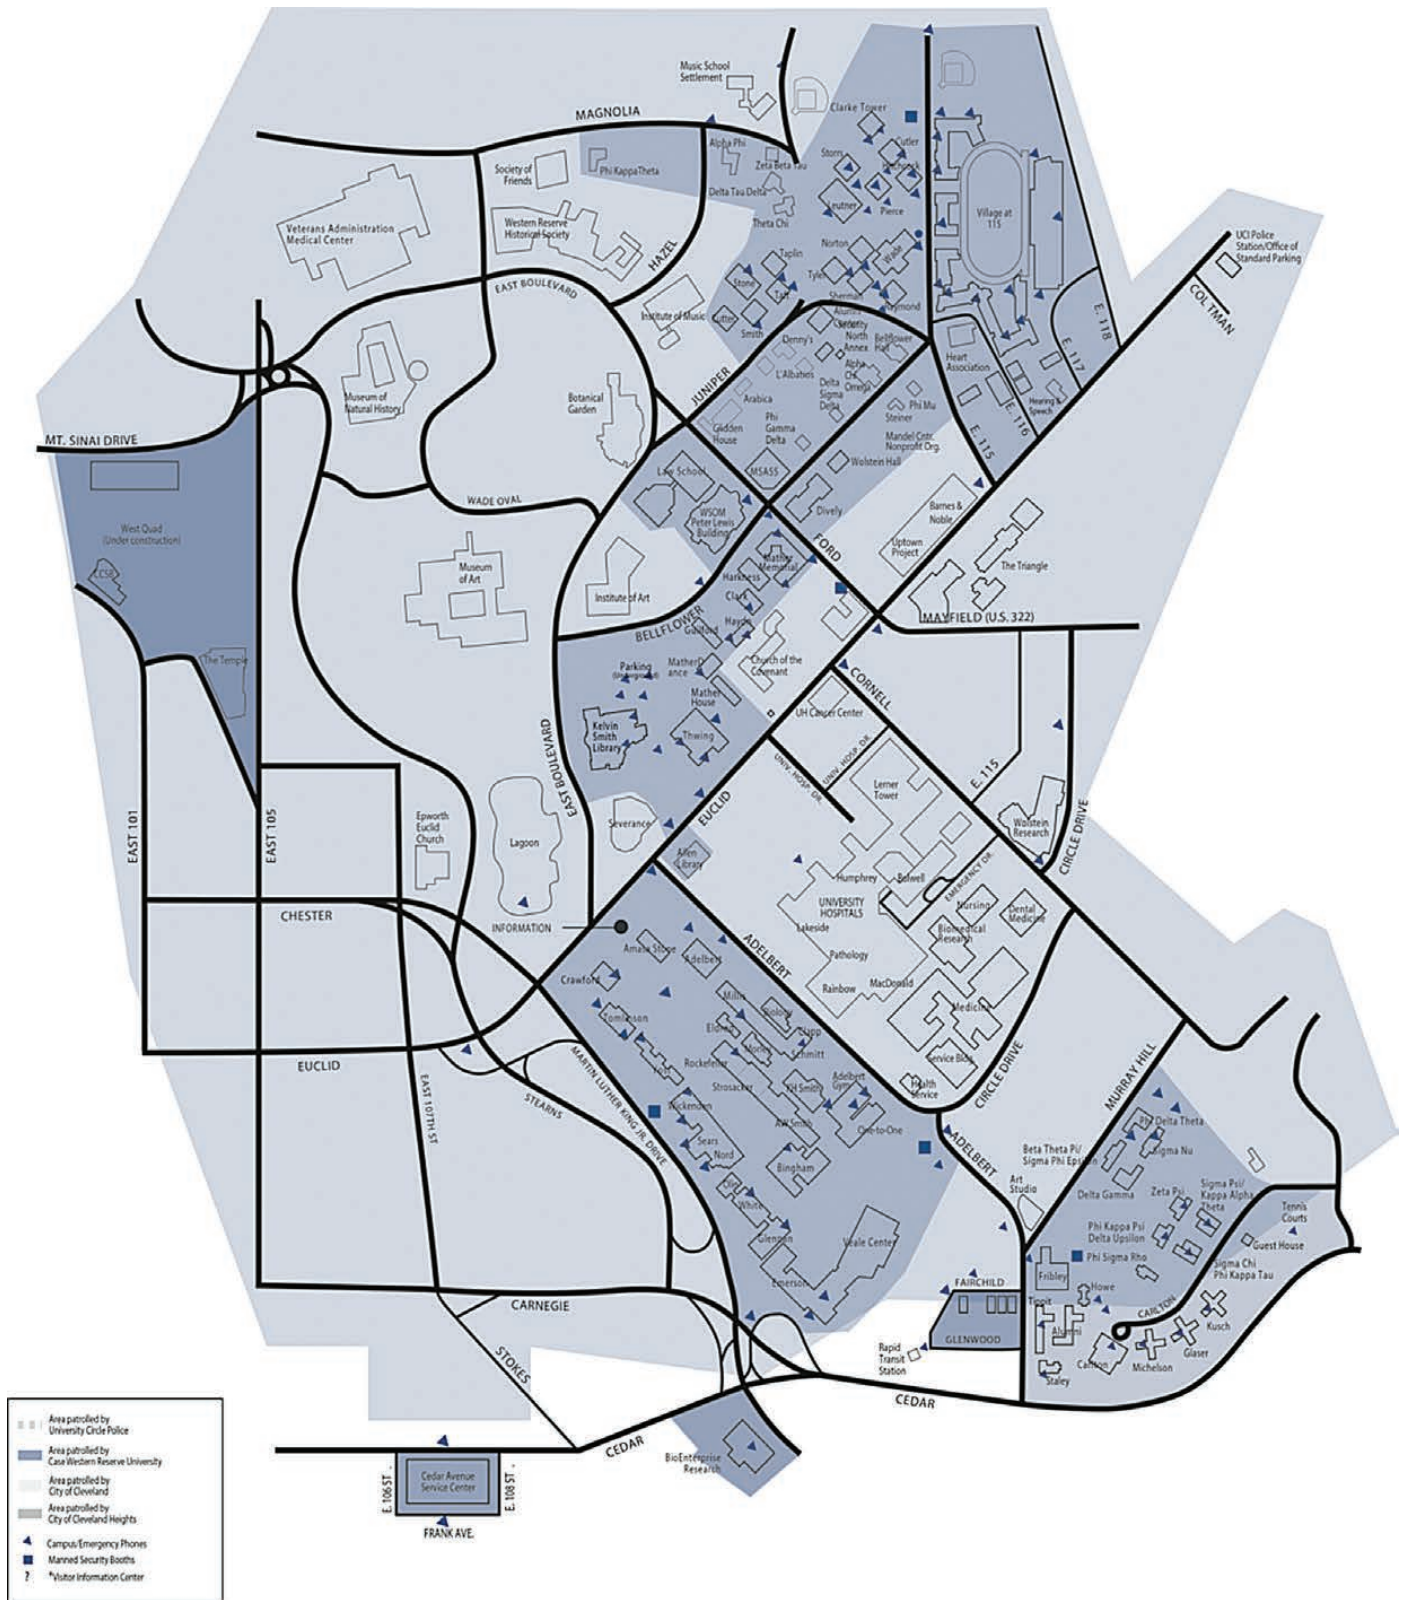 Music School
Settlement
MAGNOLIA
Clarke Tower
Alpha Phi
Cutler
Storrs
Zeta Beta Tau
Society of
Friends
Phi KappaTheta
Hitchcock
Delta Tau Delta
Leutner
Pierce
Village at
115
Veterans Administration
Medical Center
Western Reserve
Historical Society
Theta Chi
UCI Police
Station/Office of
Standard Parking
HAZEL
Norton
Wade
Taplin
Tyler
EAST BOULEVARD
Stone
Taft
Sherman
Raymond
COLTMAN
Institute of Music
Cutter
Smith
Alumni
E. 118
Denny's
North
Annex
Bellflower
Hall
E. 117
Heart
Association
L'Albatros
Alpha
Chi
Omega
JUNIPER
Museum of
Natural History
Botanical
Garden
Arabica
Delta
Sigma
Delta
Phi Mu
Hearing &
Speech
Steiner
E. 116
Glidden
House
Phi
Gamma
Delta
Mandel Cntr.
Nonprofit Org.
E. 115
MT. SINAI DRIVE
Law School
MSASS
Wolstein Hall
WADE OVAL
WSOM
Peter Lewis
Building
Dively
Barnes &
Noble
West Quad
(Under construction)
FORD
Uptown
Project
Museum
of Art
Mather
Memorial
The Triangle
CCSB
Harkness
Institute of Art
Clark
BELLFLOWER
Haydn
MAYFIELD (U.S. 322)
Guilford
The Temple
Church of the
Covenant
Parking
(Underground)
MatherD
ance
CORNELL
Mather
House
UH Cancer Center
Kelvin
Smith
Library
Thwing
EAST BOULEVARD
UNIV. HOSP. DR.
UNIV. HOSP. DR.
E. 115
Lerner
Tower
EUCLID
EAST 101
EAST 105
Epworth
Euclid
Church
Lagoon
Severance
Wolstein
Research
CIRCLE DRIVE
Allen
Library
Humphrey
Bolwell
EMERGENCY DR.
CHESTER
UNIVERSITY
HOSPITALS
Nursing
Dental
Medicine
INFORMATION
Lakeside
Biomedical
Research
Amasa Stone
Adelbert
ADELBERT
Pathology
Crawford
Rainbow
MacDonald
Millis
Medicine
Tomlinson
Biology
Eldred
Clapp
EUCLID
Morley
Schmitt
Service Bldg.
MURRAY HILL
MARTIN LUTHER KING JR. DRIVE
Rockefeller
EAST 107TH ST
STEARNS
Strosacker
KH Smith
Adelbert
Gym
Health
Service
CIRCLE DRIVE
Wickenden
AW Smith
One-to-One
Phi Delta Theta
Sears
ADELBERT
Beta Theta Pi/
Sigma Phi Epsilon
Sigma Nu
Nord
Bingham
Olin
Art
Studio
Delta Gamma
Zeta Psi
Sigma Psi/
Kappa Alpha
Theta
White
Tennis
Courts
Glennan
Veale Center
Phi Kappa Psi
Delta Upsilon
Guest House
Phi Sigma Rho
Sigma Chi
Phi Kappa Tau
Emerson
FAIRCHILD
Fribley
Howe
CARNEGIE
Tippit
CARLTON
GLENWOOD
Alumni
Kusch
Rapid
Transit
Station
Glaser
Carlton
Michelson
Staley
STOKES
CEDAR
CEDAR
BioEnterprise
Research
E. 106 ST
Cedar Avenue
Service Center
E. 108 ST
FRANK AVE.
Area patrolled by
University Circle Police
Area patrolled by
Case Western Reserve University
Area patrolled by
City of Cleveland
Area patrolled by
City of Cleveland Heights
Campus/Emergency Phones
Manned Security Booths
? *Visitor Information Center